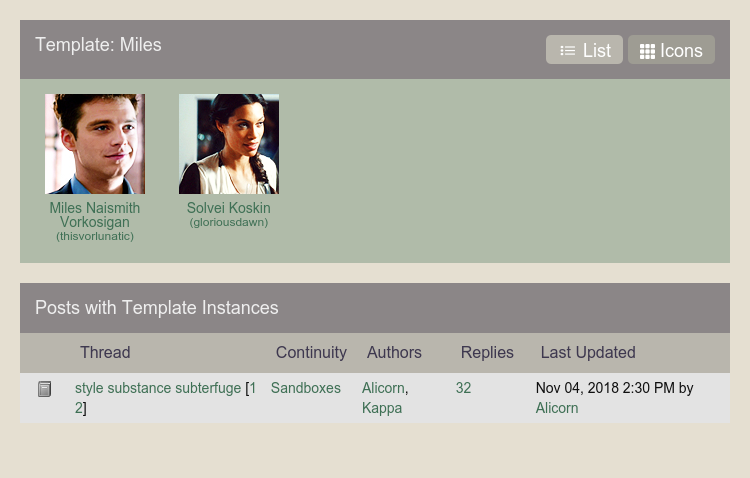 Template: Miles
List
Icons
Miles Naismith
Vorkosigan
(thisvorlunatic)
Solvei Koskin
(gloriousdawn)
Posts with Template Instances
Thread Continuity Authors Replies Last Updated
style substance subterfuge [1 Sandboxes Alicorn, 32 Nov 04, 2018 2:30 PM by
2] Kappa Alicorn